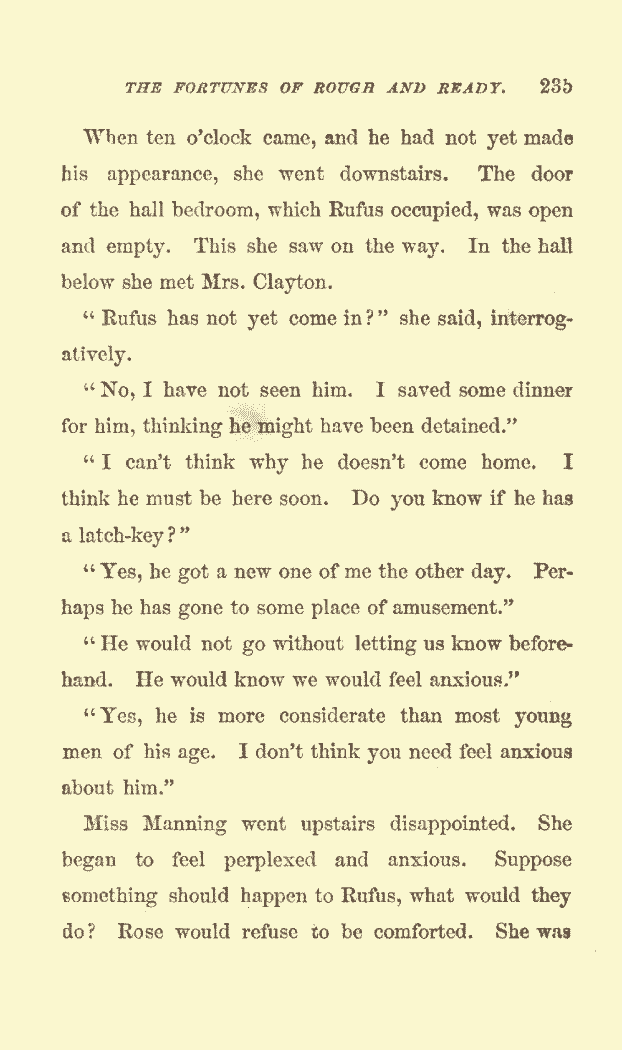 THE FORTUNES OF ROUGH AND READY. 235
When ten o'clock came, and he had not yet made
his appearance, she went downstairs. The door
of the hall bedroom, which Rufus occupied, was open
and empty. This she saw on the way. In the hall
below she met Mrs. Clayton.
"Rufus has not yet come in?" she said, interrog-
atively.
"No, I have not seen him. I saved some dinner
for him, thinking he might have been detained."
"I can't think why he doesn't come home. I
think he must be here soon. Do you know if he has
a latch-key?"
"Yes, he got a new one of me the other day. Per-
haps he has gone to some place of amusement."
"He would not go without letting us know before-
hand. He would know we would feel anxious."
"Yes, he is more considerate than most young
men of his age. I don't think you need feel anxious
about him."
Miss Manning went upstairs disappointed. She
began to feel perplexed and anxious. Suppose
something should happen to Rufus, what would they
do? Rose would refuse to be comforted. She was